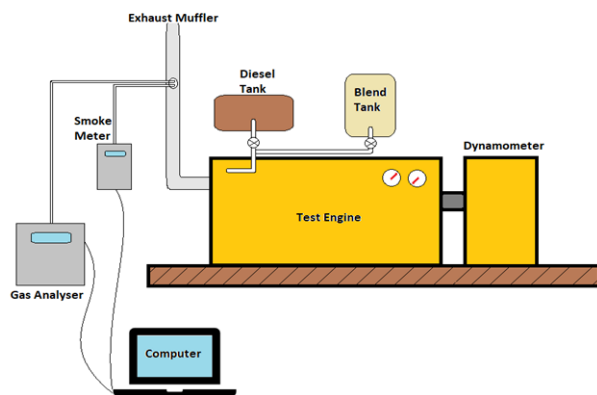 Exhaust Muffler
Diesel
Tank
Blend
Tank
Smoke
Meter
Dynamometer
Test Engine
Gas Analyser
Computer